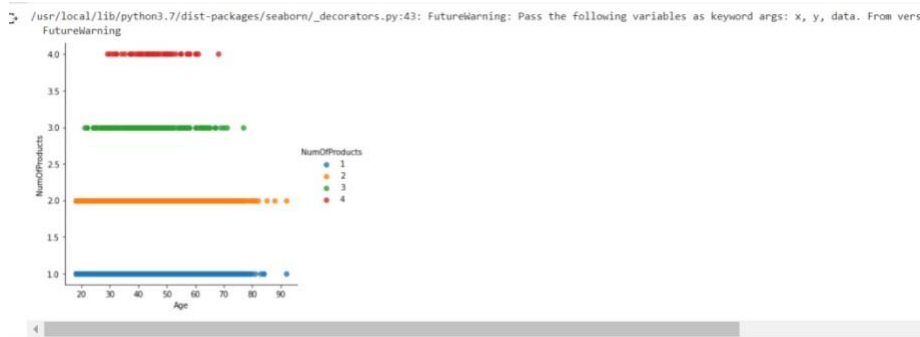 /usr/local/lib/python3.7/dist-packages/seaborn/_decorators.py:43: FutureWarning: Pass the following variables as keyword args: x, y, data. From vers
FutureWarning
4.0
3.5
3.0
2.5
2.0
1.5
1.0
NumOfProducts
20 30 40 50 60 70 80 90
Age
NumOfProducts
1
2
3
4